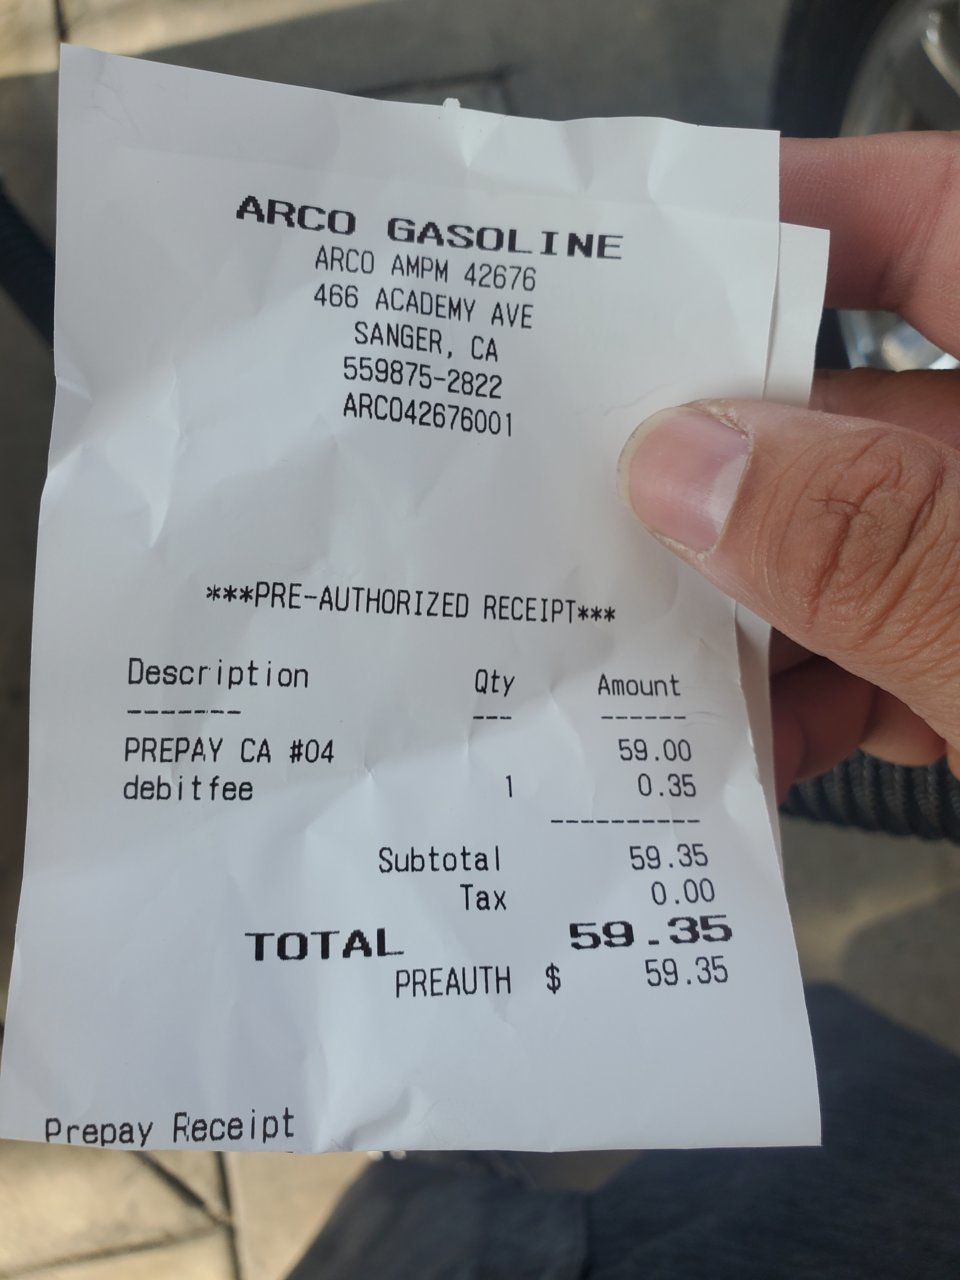 ARCO GASOLINE
ARCO AMPM 42676
466 ACADEMY AVE
SANGER, CA
559875-2822
ARCO42676001
***PRE-AUTHORIZED RECEIPT***
Description Qty Amount
------- --- ------
PREPAY CA #04 59.00
debitfee 1 0.35
----------
Subtotal 59.35
Tax 0.00
TOTAL 59.35
PREAUTH $ 59.35
Prepay Receipt